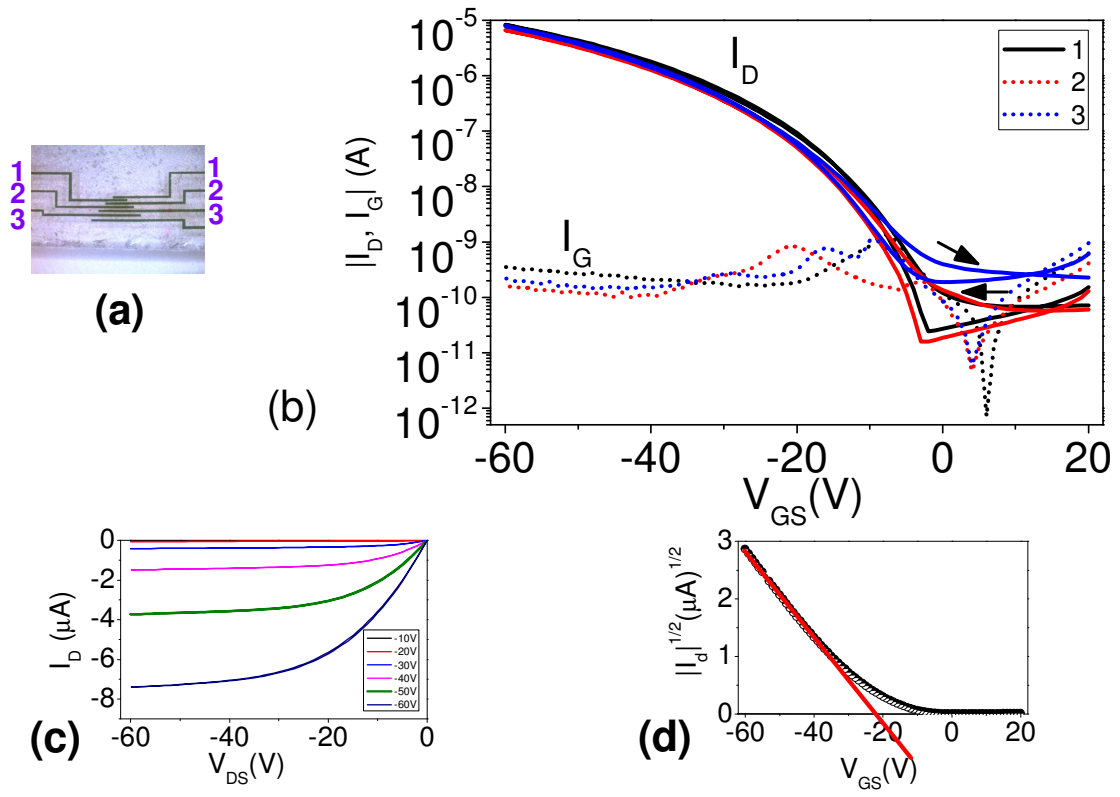 1
2
3
1
2
3
(a)
(b)
|I_D, I_G| (A)
10^-5
10^-6
10^-7
10^-8
10^-9
10^-10
10^-11
10^-12
I_D
I_G
1
2
3
-60 -40 -20 0 20
V_GS(V)
(c)
I_D (μA)
0
-2
-4
-6
-8
-10V
-20V
-30V
-40V
-50V
-60V
-60 -40 -20 0
V_DS(V)
(d)
|I_d|^1/2 (μA)^1/2
3
2
1
0
-60 -40 -20 0 20
V_GS(V)